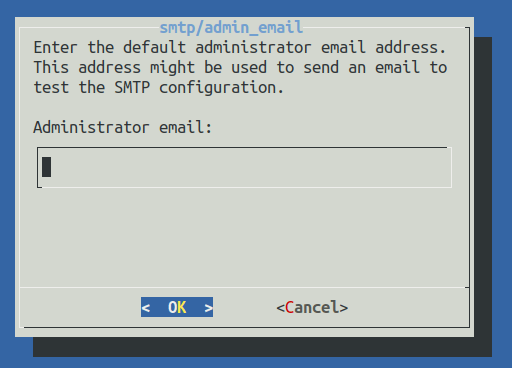 smtp/admin_email
Enter the default administrator email address.
This address might be used to send an email to
test the SMTP configuration.
Administrator email:
<  OK  > <Cancel>